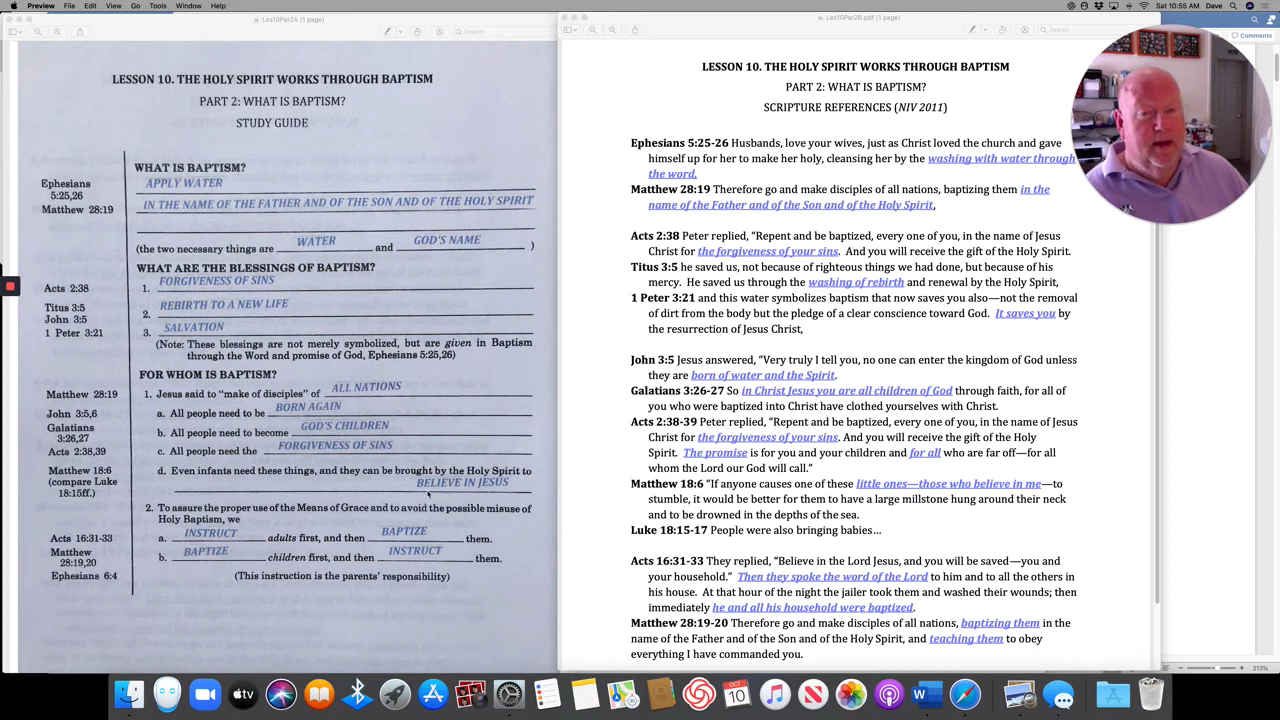 Preview File Edit View Go Tools Window Help
Sat 10:55 AM Dave
Les10Par2A (1 page)
Search
LESSON 10. THE HOLY SPIRIT WORKS THROUGH BAPTISM
PART 2: WHAT IS BAPTISM?
STUDY GUIDE
WHAT IS BAPTISM?
Ephesians
5:25,26
Matthew 28:19
APPLY WATER
IN THE NAME OF THE FATHER AND OF THE SON AND OF THE HOLY SPIRIT
(the two necessary things are WATER and GOD'S NAME )
WHAT ARE THE BLESSINGS OF BAPTISM?
Acts 2:38 1. FORGIVENESS OF SINS
Titus 3:5
John 3:5 2. REBIRTH TO A NEW LIFE
1 Peter 3:21 3. SALVATION
(Note: These blessings are not merely symbolized, but are given in Baptism
through the Word and promise of God, Ephesians 5:25,26)
FOR WHOM IS BAPTISM?
Matthew 28:19 1. Jesus said to "make of disciples" of ALL NATIONS
John 3:5,6 a. All people need to be BORN AGAIN
Galatians
3:26,27 b. All people need to become GOD'S CHILDREN
Acts 2:38,39 c. All people need the FORGIVENESS OF SINS
Matthew 18:6
(compare Luke
18:15ff.)
d. Even infants need these things, and they can be brought by the Holy Spirit to
BELIEVE IN JESUS
2. To assure the proper use of the Means of Grace and to avoid the possible misuse of
Holy Baptism, we
Acts 16:31-33 a. INSTRUCT adults first, and then BAPTIZE them.
Matthew
28:19,20 b. BAPTIZE children first, and then INSTRUCT them.
Ephesians 6:4 (This instruction is the parents' responsibility)
Les10Par2B.pdf (1 page)
Search
LESSON 10. THE HOLY SPIRIT WORKS THROUGH BAPTISM
PART 2: WHAT IS BAPTISM?
SCRIPTURE REFERENCES (NIV 2011)
Ephesians 5:25-26 Husbands, love your wives, just as Christ loved the church and gave
himself up for her to make her holy, cleansing her by the washing with water through
the word,
Matthew 28:19 Therefore go and make disciples of all nations, baptizing them in the
name of the Father and of the Son and of the Holy Spirit,
Acts 2:38 Peter replied, "Repent and be baptized, every one of you, in the name of Jesus
Christ for the forgiveness of your sins. And you will receive the gift of the Holy Spirit.
Titus 3:5 he saved us, not because of righteous things we had done, but because of his
mercy. He saved us through the washing of rebirth and renewal by the Holy Spirit,
1 Peter 3:21 and this water symbolizes baptism that now saves you also—not the removal
of dirt from the body but the pledge of a clear conscience toward God. It saves you by
the resurrection of Jesus Christ,
John 3:5 Jesus answered, "Very truly I tell you, no one can enter the kingdom of God unless
they are born of water and the Spirit.
Galatians 3:26-27 So in Christ Jesus you are all children of God through faith, for all of
you who were baptized into Christ have clothed yourselves with Christ.
Acts 2:38-39 Peter replied, "Repent and be baptized, every one of you, in the name of Jesus
Christ for the forgiveness of your sins. And you will receive the gift of the Holy
Spirit. The promise is for you and your children and for all who are far off—for all
whom the Lord our God will call."
Matthew 18:6 "If anyone causes one of these little ones—those who believe in me—to
stumble, it would be better for them to have a large millstone hung around their neck
and to be drowned in the depths of the sea.
Luke 18:15-17 People were also bringing babies…
Acts 16:31-33 They replied, "Believe in the Lord Jesus, and you will be saved—you and
your household." Then they spoke the word of the Lord to him and to all the others in
his house. At that hour of the night the jailer took them and washed their wounds; then
immediately he and all his household were baptized.
Matthew 28:19-20 Therefore go and make disciples of all nations, baptizing them in the
name of the Father and of the Son and of the Holy Spirit, and teaching them to obey
everything I have commanded you.
Comments
213%
tv
OCT
10
W